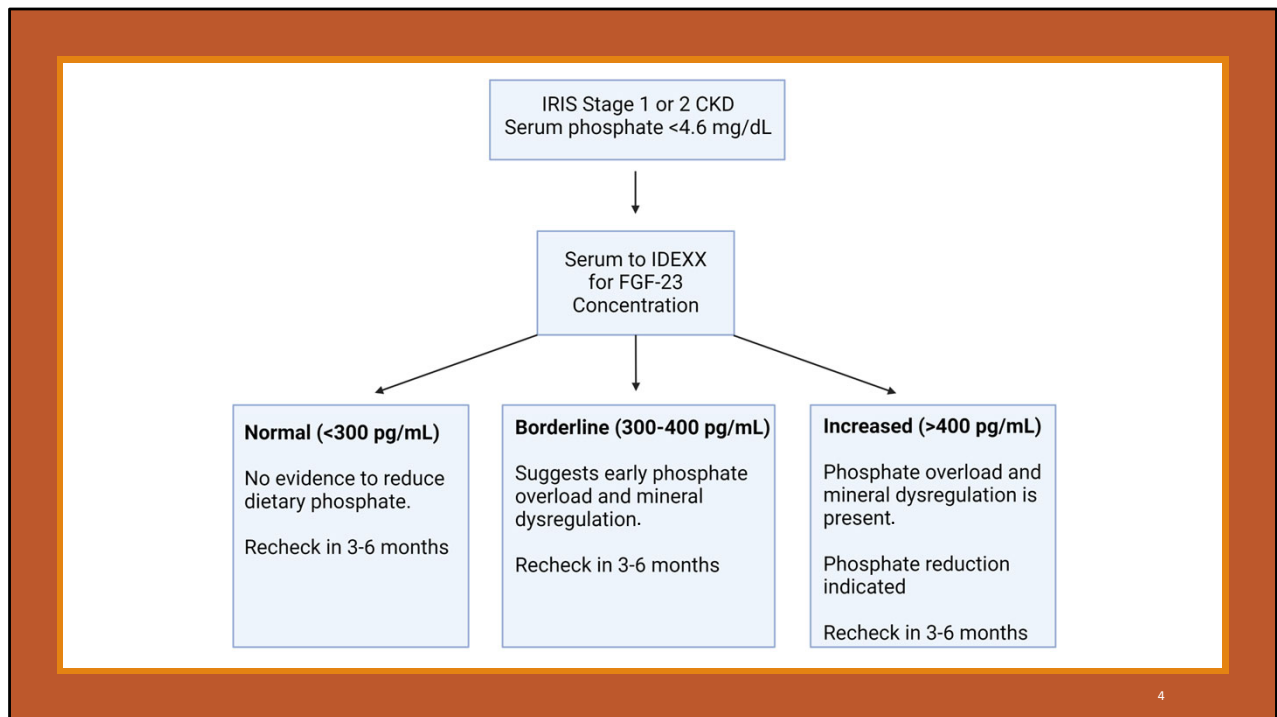 IRIS Stage 1 or 2 CKD
Serum phosphate <4.6 mg/dL
Serum to IDEXX
for FGF-23
Concentration
Normal (<300 pg/mL)
No evidence to reduce
dietary phosphate.
Recheck in 3-6 months
Borderline (300-400 pg/mL)
Suggests early phosphate
overload and mineral
dysregulation.
Recheck in 3-6 months
Increased (>400 pg/mL)
Phosphate overload and
mineral dysregulation is
present.
Phosphate reduction
indicated
Recheck in 3-6 months
4